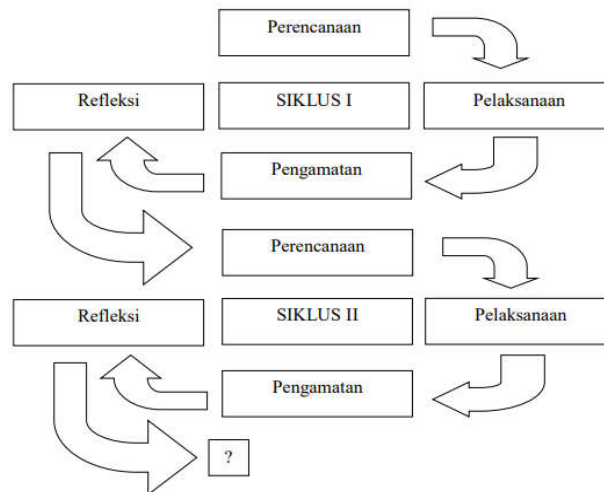 Perencanaan
Refleksi
SIKLUS I
Pelaksanaan
Pengamatan
Perencanaan
Refleksi
SIKLUS II
Pelaksanaan
Pengamatan
?